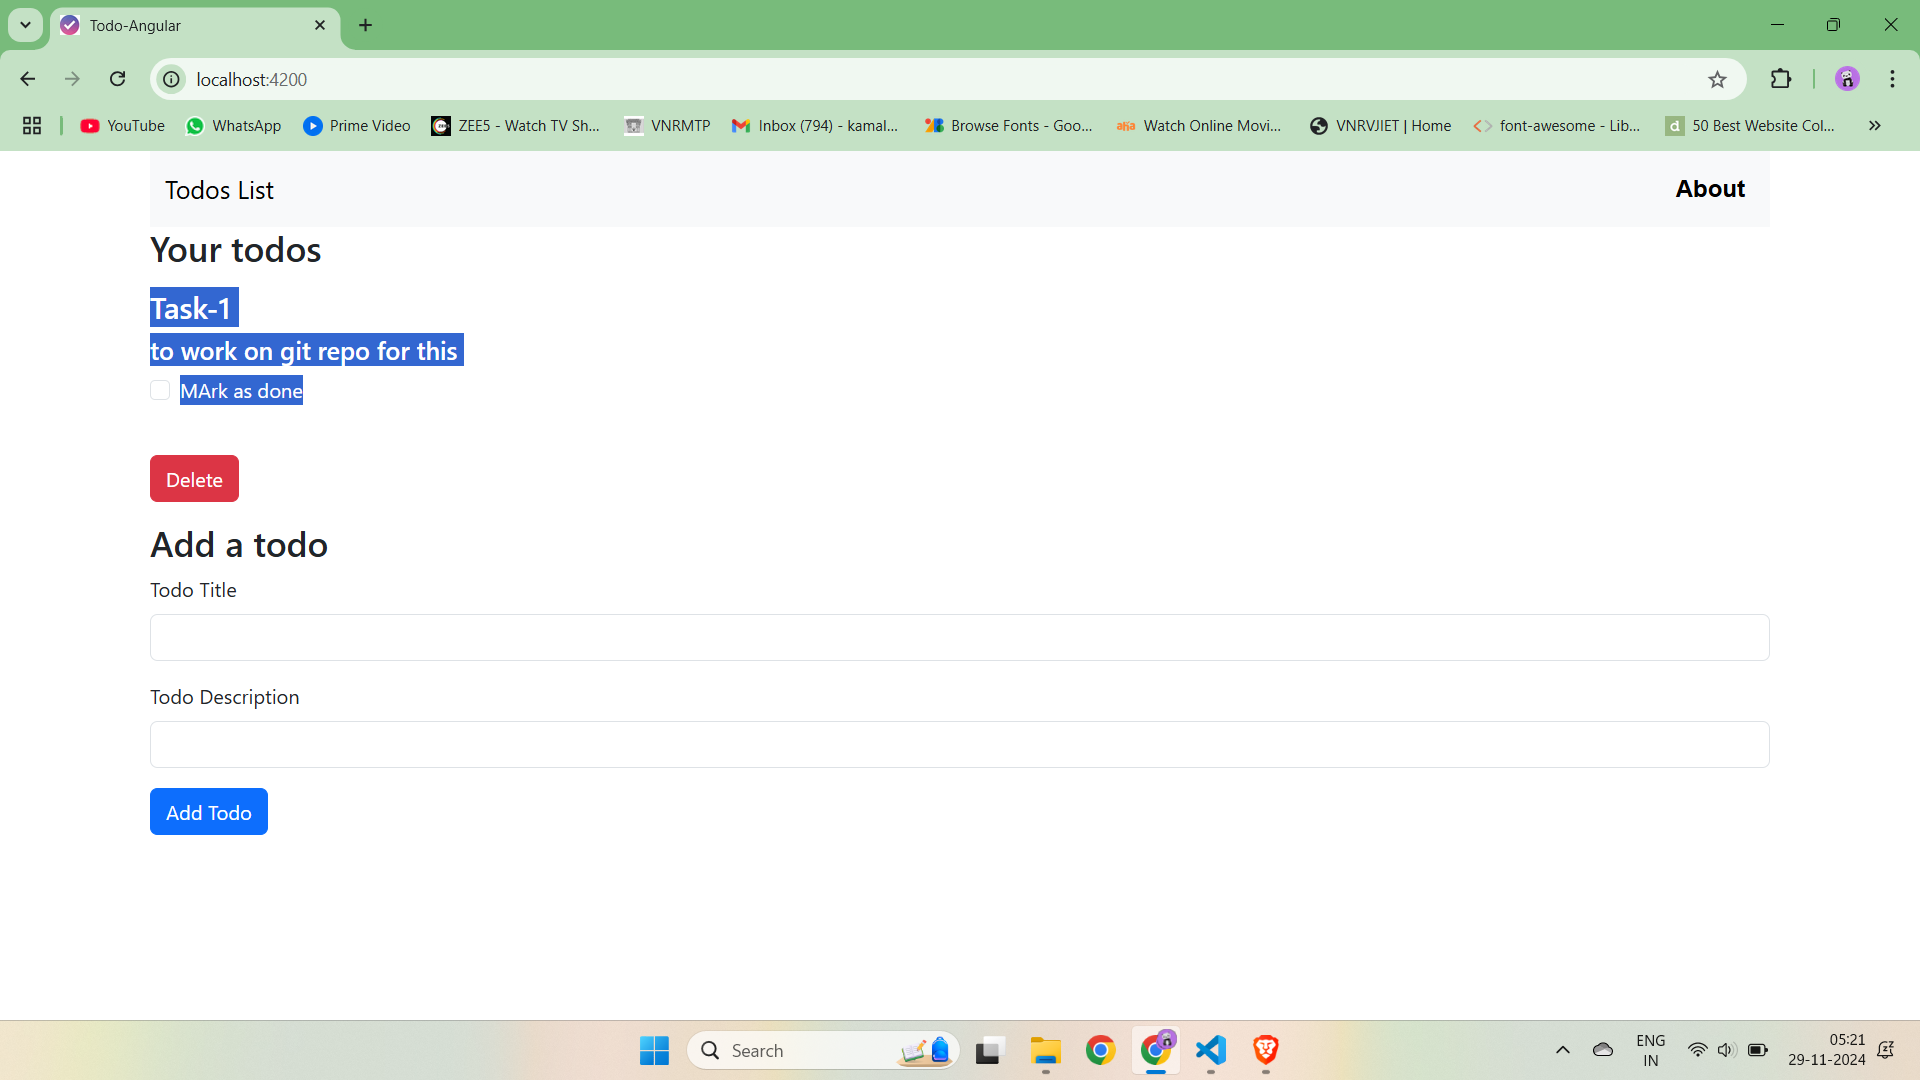 Todo-Angular
localhost:4200
YouTube WhatsApp Prime Video ZEE5 - Watch TV Sh... VNRMTP Inbox (794) - kamal... Browse Fonts - Goo... aha Watch Online Movi... VNRVJIET | Home font-awesome - Lib... d 50 Best Website Col...
Todos List About
Your todos
Task-1
to work on git repo for this
MArk as done
Delete
Add a todo
Todo Title
Todo Description
Add Todo
Search
ENG
IN
05:21
29-11-2024